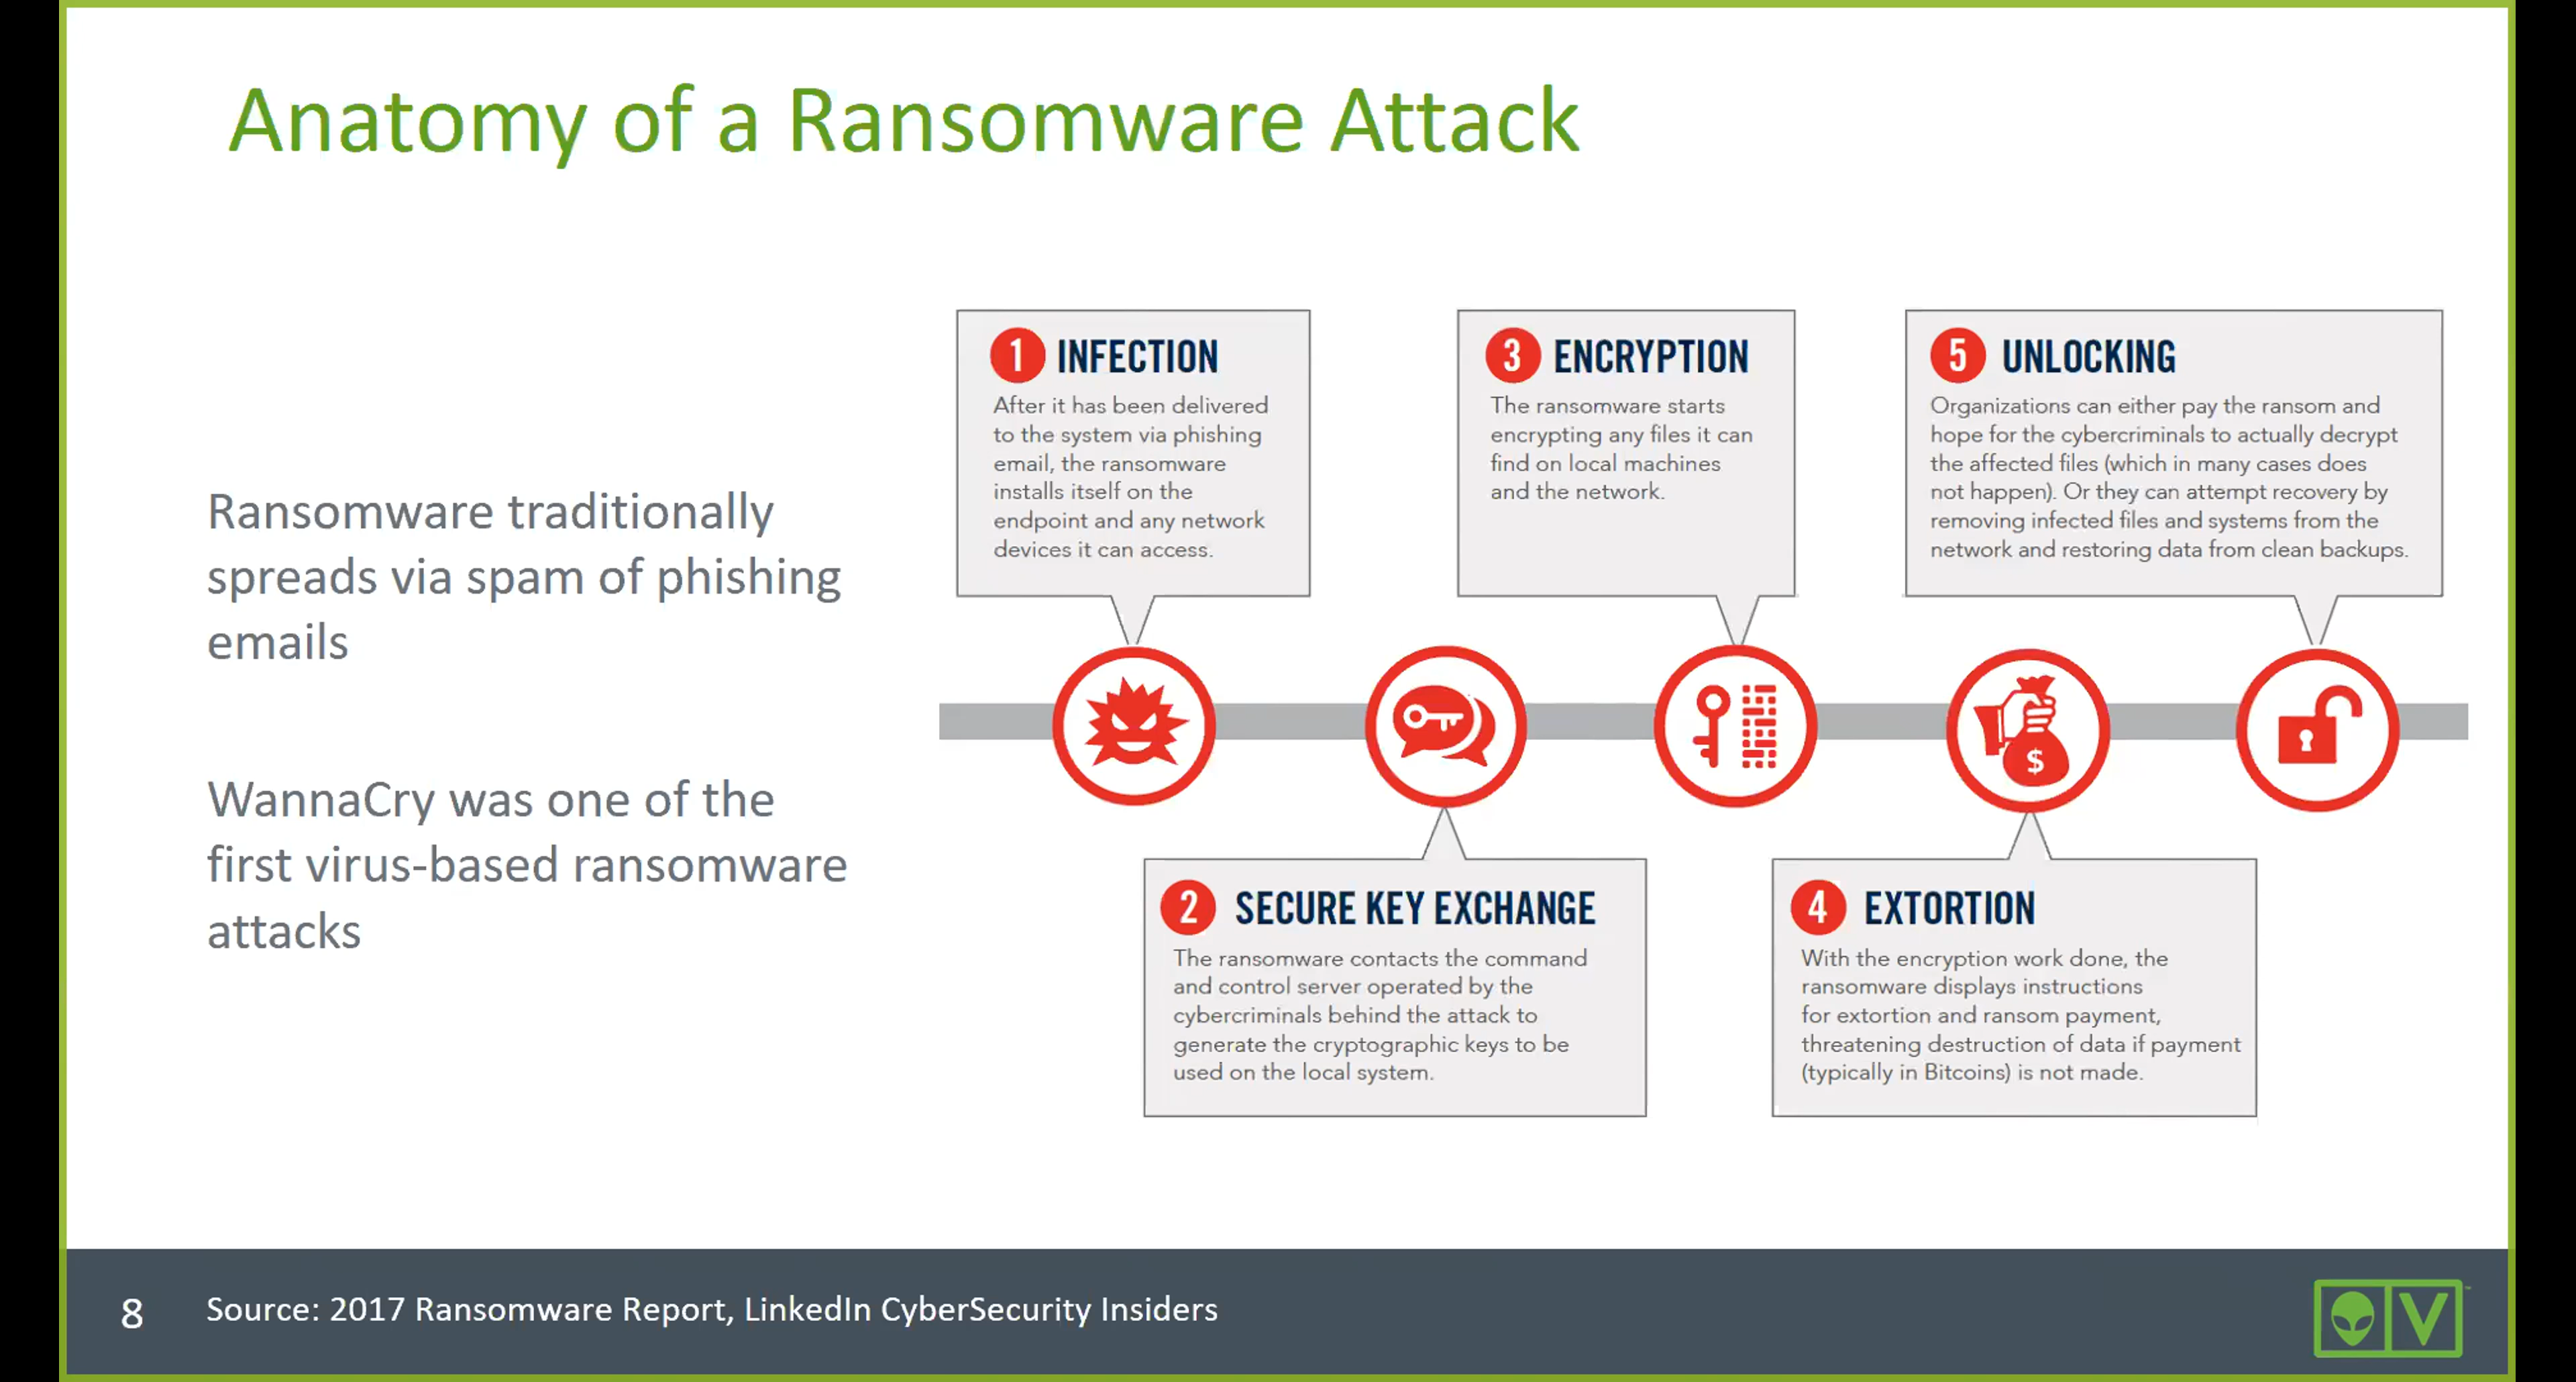 Anatomy of a Ransomware Attack
Ransomware traditionally
spreads via spam of phishing
emails
WannaCry was one of the
first virus-based ransomware
attacks
1 INFECTION
After it has been delivered
to the system via phishing
email, the ransomware
installs itself on the
endpoint and any network
devices it can access.
2 SECURE KEY EXCHANGE
The ransomware contacts the command
and control server operated by the
cybercriminals behind the attack to
generate the cryptographic keys to be
used on the local system.
3 ENCRYPTION
The ransomware starts
encrypting any files it can
find on local machines
and the network.
4 EXTORTION
With the encryption work done, the
ransomware displays instructions
for extortion and ransom payment,
threatening destruction of data if payment
(typically in Bitcoins) is not made.
5 UNLOCKING
Organizations can either pay the ransom and
hope for the cybercriminals to actually decrypt
the affected files (which in many cases does
not happen). Or they can attempt recovery by
removing infected files and systems from the
network and restoring data from clean backups.
$
8 Source: 2017 Ransomware Report, LinkedIn CyberSecurity Insiders
V